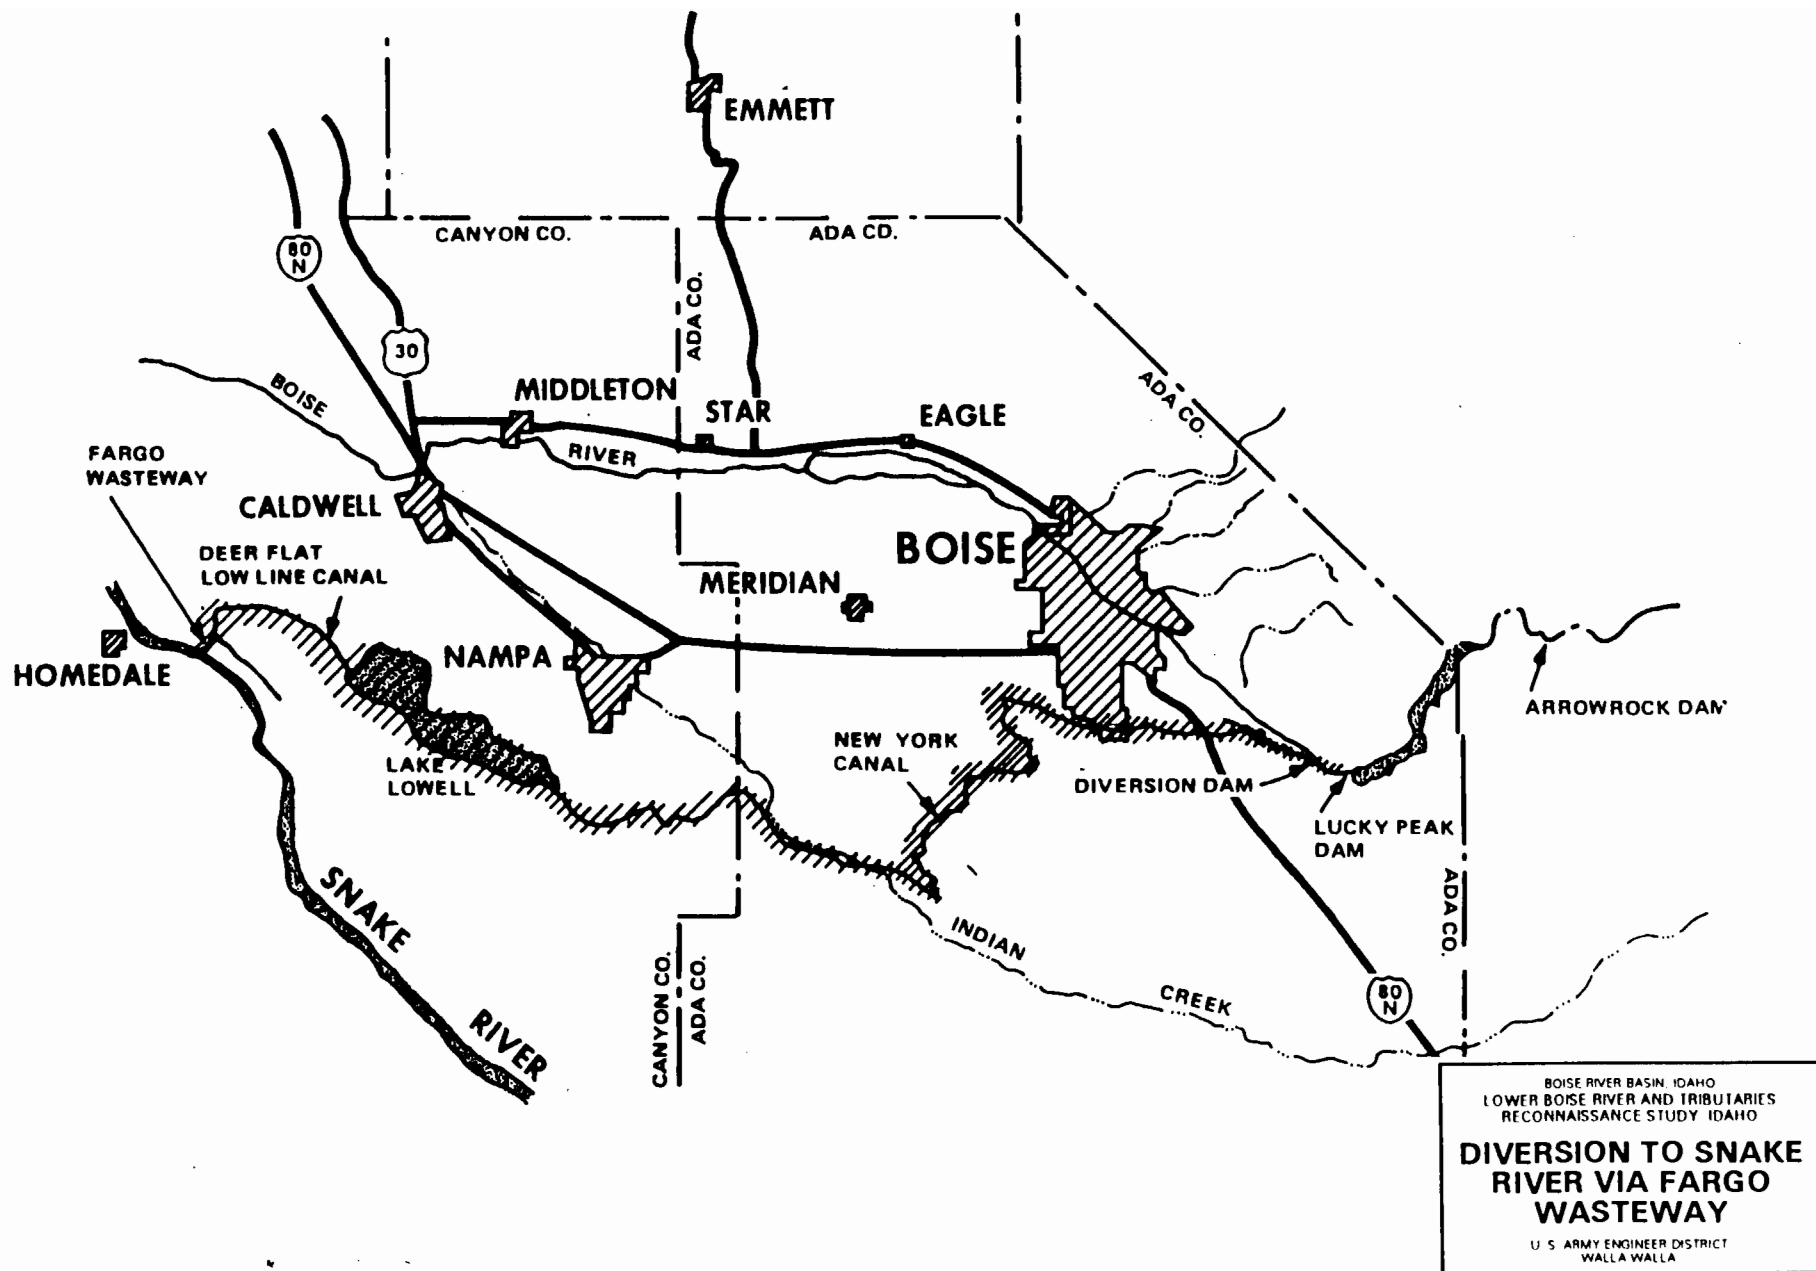 EMMETT
CANYON CO.
ADA CD.
80
N
ADA CO.
30
ADA CO.
BOISE
MIDDLETON
STAR
EAGLE
RIVER
FARGO
WASTEWAY
CALDWELL
DEER FLAT
LOW LINE CANAL
BOISE
MERIDIAN
HOMEDALE
NAMPA
ARROWROCK DAM
NEW YORK
CANAL
LAKE
LOWELL
DIVERSION DAM
LUCKY PEAK
DAM
SNAKE
RIVER
ADA CO.
INDIAN
CREEK
80
N
CANYON CO.
ADA CO.
BOISE RIVER BASIN, IDAHO
LOWER BOISE RIVER AND TRIBUTARIES
RECONNAISSANCE STUDY IDAHO
DIVERSION TO SNAKE
RIVER VIA FARGO
WASTEWAY
U S ARMY ENGINEER DISTRICT
WALLA WALLA